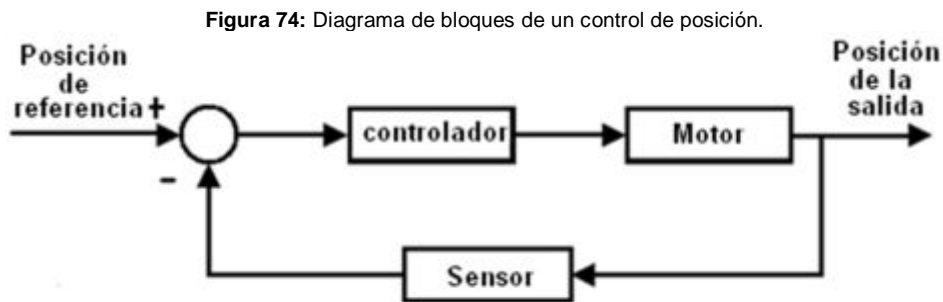 Figura 74: Diagrama de bloques de un control de posición.
Posición
de
referencia +
-
controlador
Motor
Posición
de la
salida
Sensor